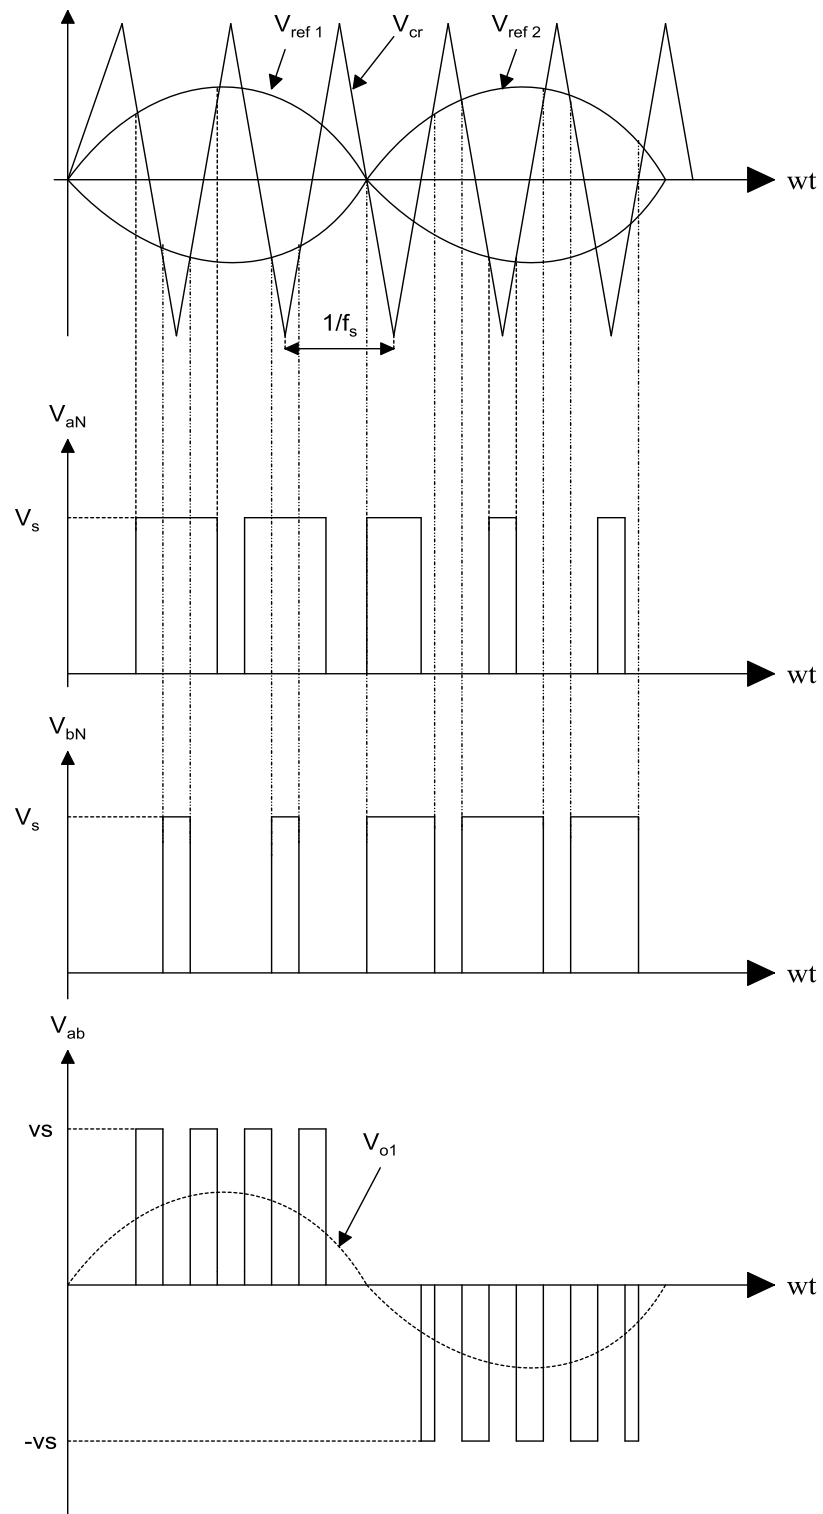 V_ref 1
V_cr
V_ref 2
wt
1/f_s
V_aN
V_s
wt
V_bN
V_s
wt
V_ab
vs
V_o1
wt
-vs